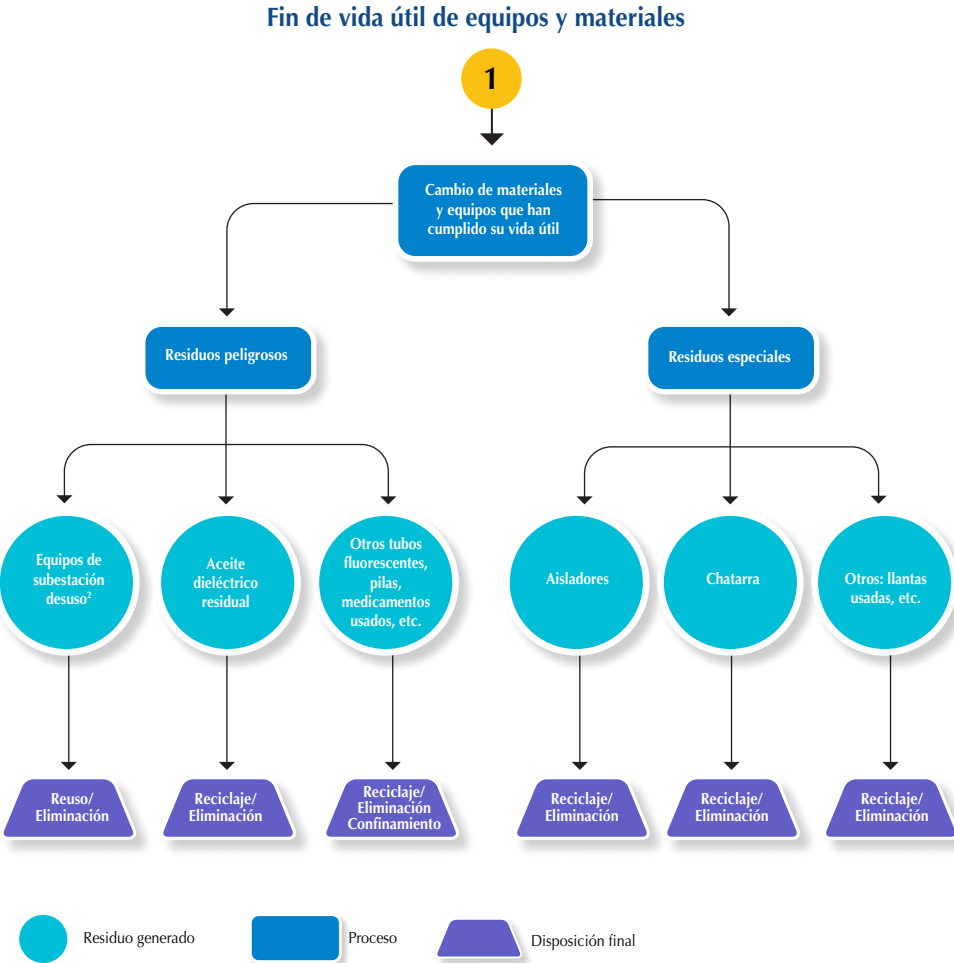 Fin de vida útil de equipos y materiales
1
Cambio de materiales
y equipos que han
cumplido su vida útil
Residuos peligrosos
Residuos especiales
Equipos de
subestación
desuso²
Aceite
dieléctrico
residual
Otros tubos
fluorescentes,
pilas,
medicamentos
usados, etc.
Aisladores
Chatarra
Otros: llantas
usadas, etc.
Reuso/
Eliminación
Reciclaje/
Eliminación
Reciclaje/
Eliminación
Confinamiento
Reciclaje/
Eliminación
Reciclaje/
Eliminación
Reciclaje/
Eliminación
Residuo generado
Proceso
Disposición final